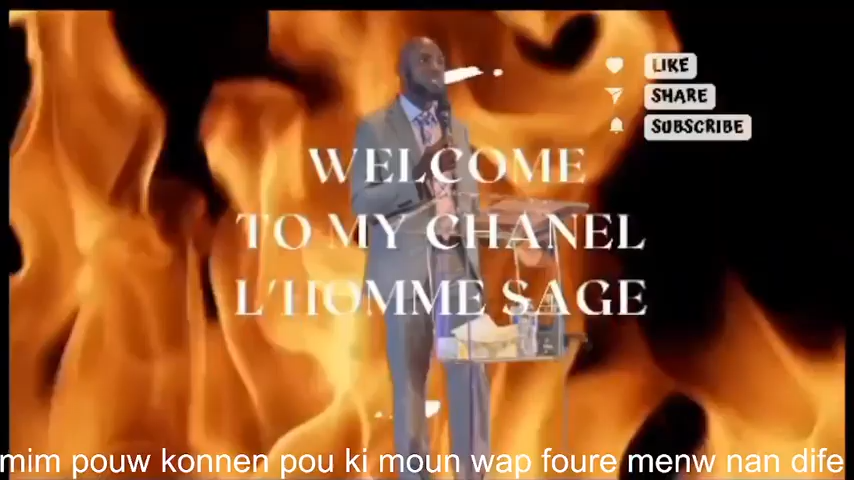 LIKE
SHARE
SUBSCRIBE
WELCOME
TO MY CHANEL
L'HOMME SAGE
mim pouw konnen pou ki moun wap foure menw nan dife